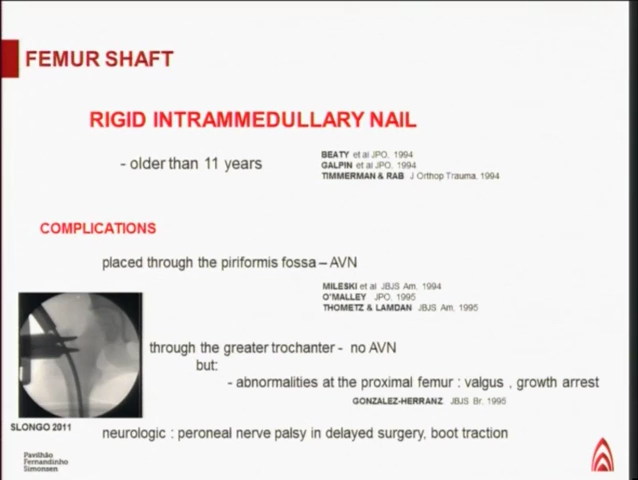 FEMUR SHAFT
RIGID INTRAMMEDULLARY NAIL
- older than 11 years
BEATY et al JPO, 1994
GALPIN et al JPO, 1994
TIMMERMAN & RAB J Orthop Trauma, 1994
COMPLICATIONS
placed through the piriformis fossa – AVN
MILESKI et al JBJS Am. 1994
O'MALLEY JPO, 1995
THOMETZ & LAMDAN JBJS Am, 1995
through the greater trochanter - no AVN
but:
- abnormalities at the proximal femur : valgus , growth arrest
GONZALEZ-HERRANZ JBJS Br. 1995
SLONGO 2011
neurologic : peroneal nerve palsy in delayed surgery, boot traction
Pavilhão
Fernandinho
Simonsen